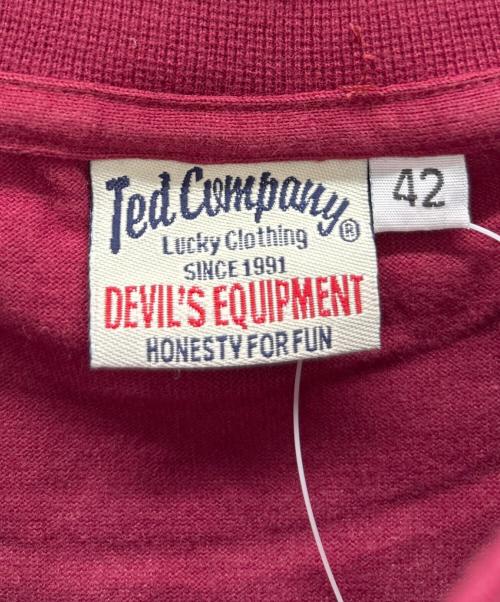 Ted Company®
Lucky Clothing
SINCE 1991
DEVIL'S EQUIPMENT
HONESTY FOR FUN
42